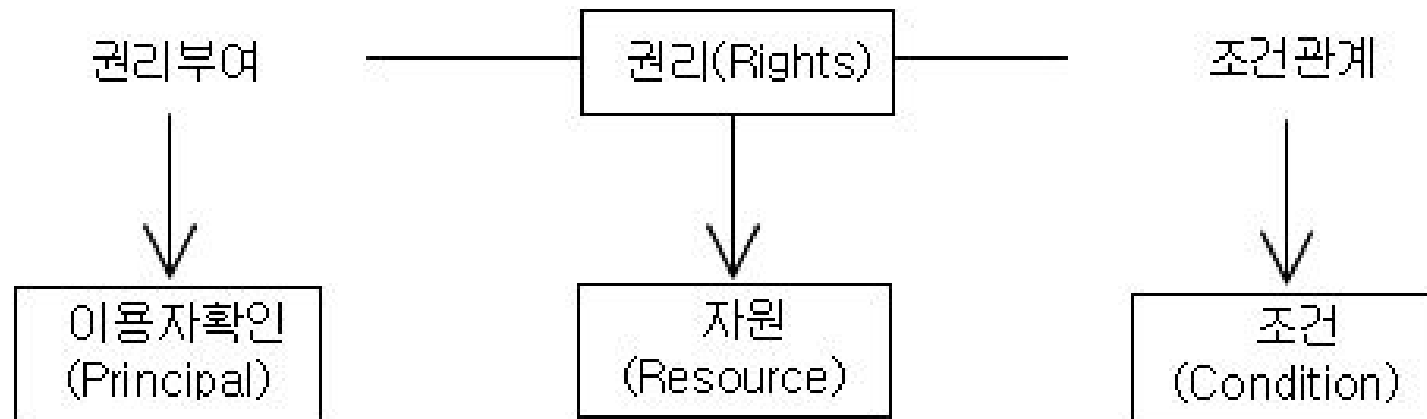 권리부여
권리(Rights)
조건관계
이용자확인
(Principal)
자원
(Resource)
조건
(Condition)